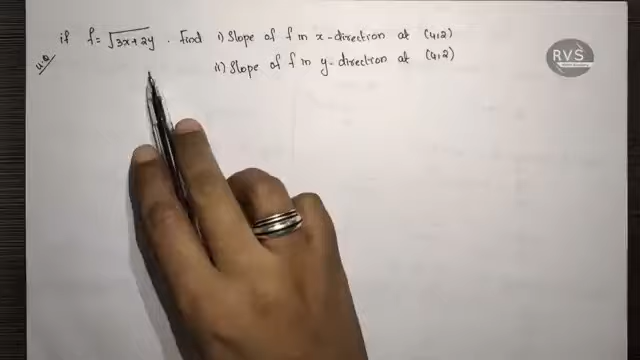 if f = √3x+2y . Find i) Slope of f in x-direction at (4,2)
ii) Slope of f in y-direction at (4,2)
RVS